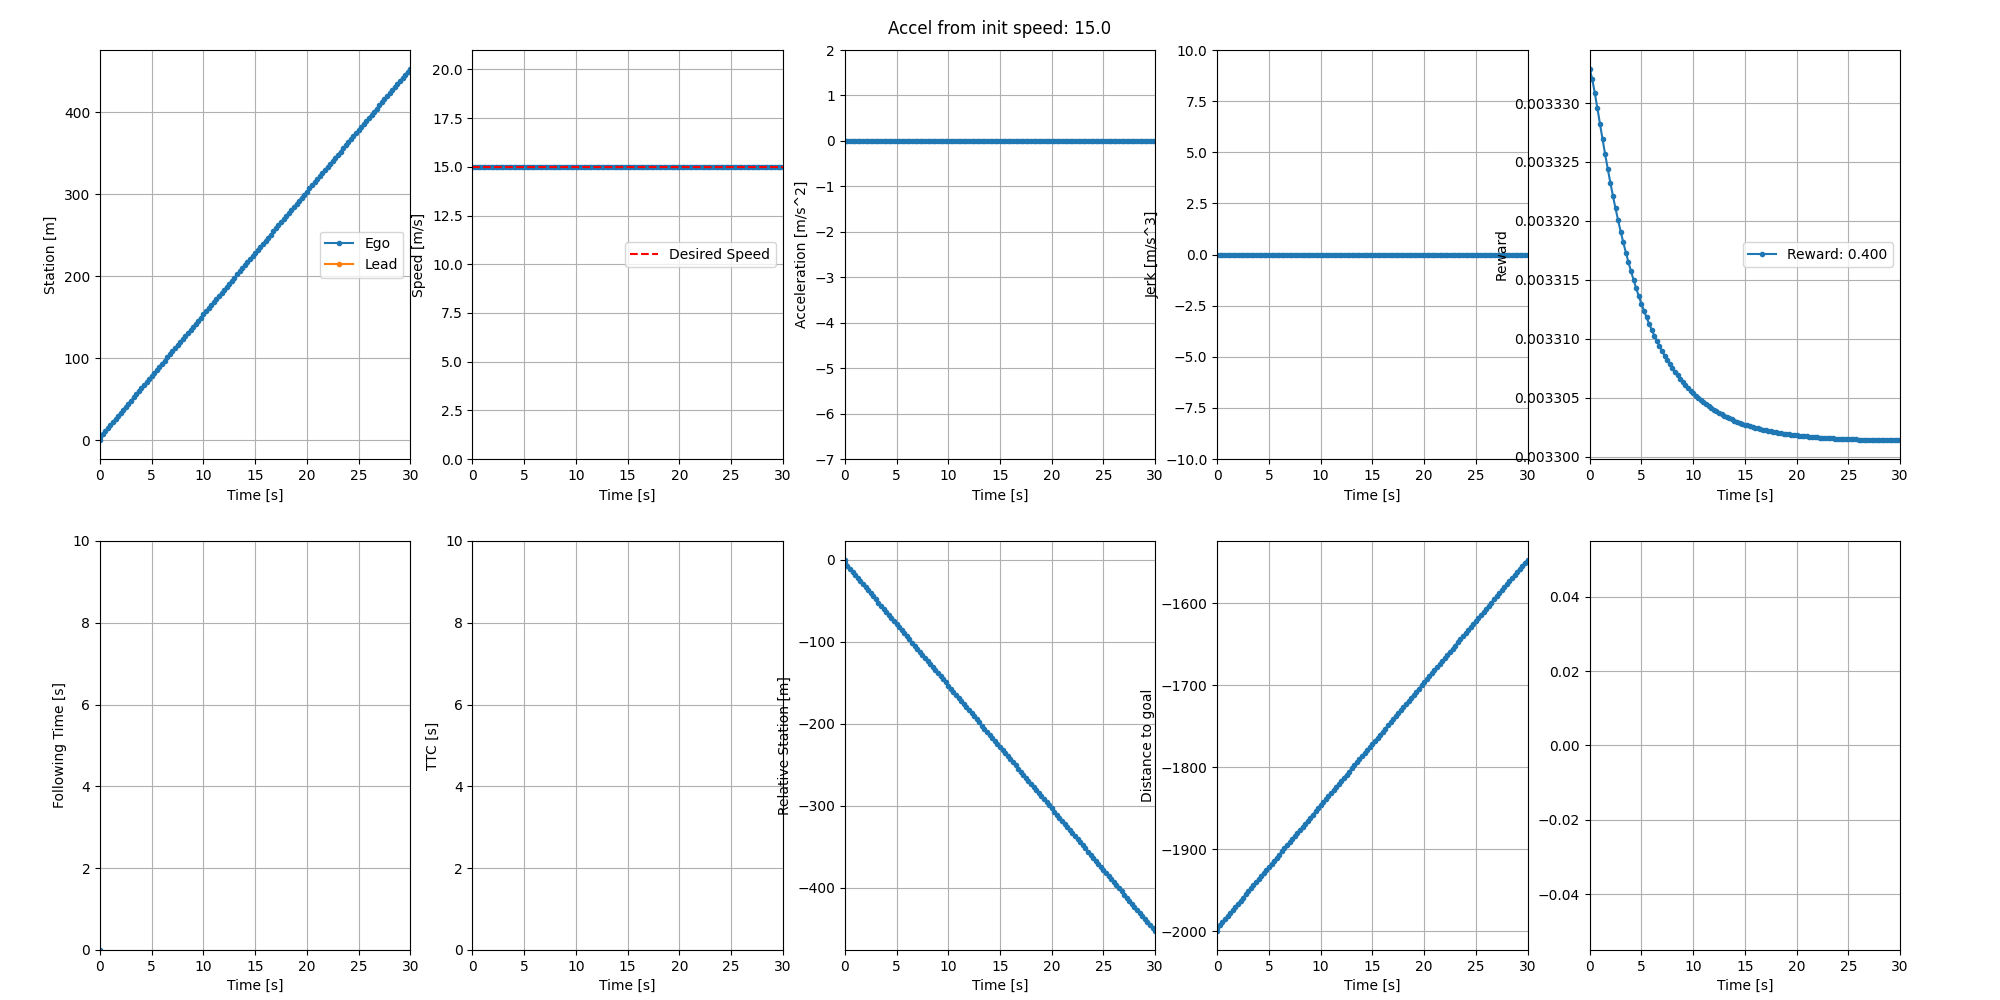 Accel from init speed: 15.0
Station [m]
400
300
200
100
0
Ego
Lead
0 5 10 15 20 25 30
Time [s]
Speed [m/s]
20.0
17.5
15.0
12.5
10.0
7.5
5.0
2.5
0.0
Desired Speed
0 5 10 15 20 25 30
Time [s]
Acceleration [m/s^2]
2
1
0
−1
−2
−3
−4
−5
−6
−7
0 5 10 15 20 25 30
Time [s]
Jerk [m/s^3]
10.0
7.5
5.0
2.5
0.0
−2.5
−5.0
−7.5
−10.0
0 5 10 15 20 25 30
Time [s]
Reward
0.003330
0.003325
0.003320
0.003315
0.003310
0.003305
0.003300
Reward: 0.400
0 5 10 15 20 25 30
Time [s]
Following Time [s]
10
8
6
4
2
0
0 5 10 15 20 25 30
Time [s]
TTC [s]
10
8
6
4
2
0
0 5 10 15 20 25 30
Time [s]
Relative Station [m]
0
−100
−200
−300
−400
0 5 10 15 20 25 30
Time [s]
Distance to goal
−1600
−1700
−1800
−1900
−2000
0 5 10 15 20 25 30
Time [s]
0.04
0.02
0.00
−0.02
−0.04
0 5 10 15 20 25 30
Time [s]